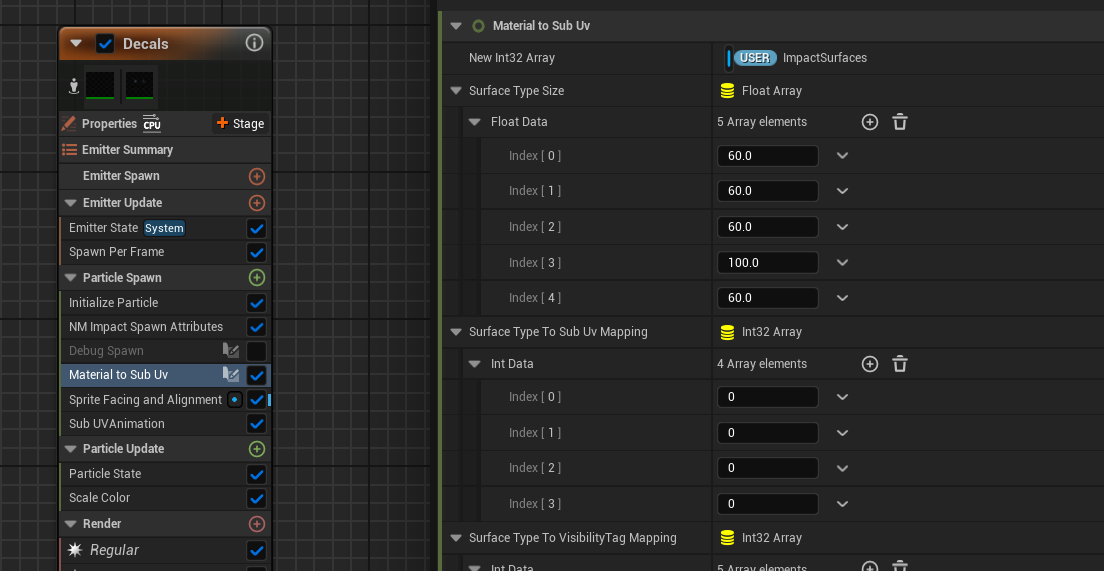 Decals
Properties CPU + Stage
Emitter Summary
Emitter Spawn
Emitter Update
Emitter State System
Spawn Per Frame
Particle Spawn
Initialize Particle
NM Impact Spawn Attributes
Debug Spawn
Material to Sub Uv
Sprite Facing and Alignment
Sub UVAnimation
Particle Update
Particle State
Scale Color
Render
Regular
Material to Sub Uv
New Int32 Array USER ImpactSurfaces
Surface Type Size Float Array
Float Data 5 Array elements
Index [ 0 ] 60.0
Index [ 1 ] 60.0
Index [ 2 ] 60.0
Index [ 3 ] 100.0
Index [ 4 ] 60.0
Surface Type To Sub Uv Mapping Int32 Array
Int Data 4 Array elements
Index [ 0 ] 0
Index [ 1 ] 0
Index [ 2 ] 0
Index [ 3 ] 0
Surface Type To VisibilityTag Mapping Int32 Array
Int Data 5 Array elements